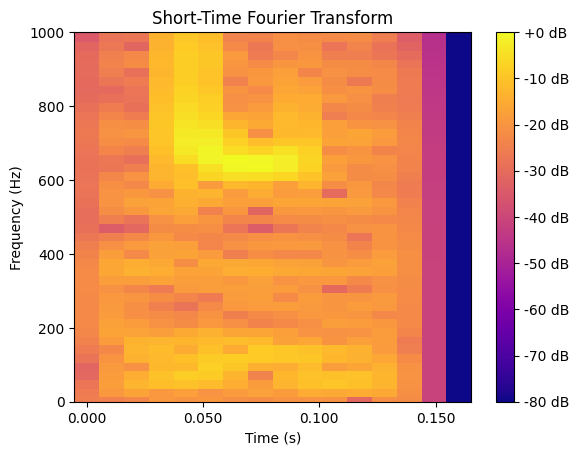 Short-Time Fourier Transform
Frequency (Hz)
1000
800
600
400
200
0
0.000
0.050
0.100
0.150
Time (s)
+0 dB
-10 dB
-20 dB
-30 dB
-40 dB
-50 dB
-60 dB
-70 dB
-80 dB